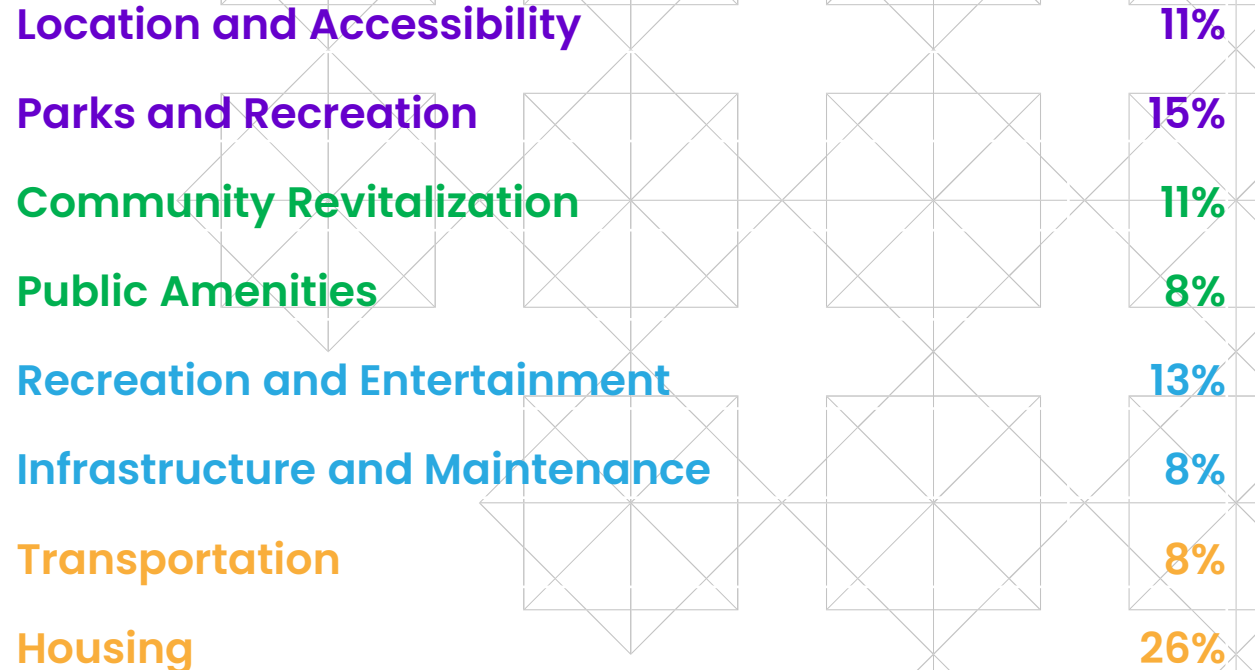 Location and Accessibility 11%
Parks and Recreation 15%
Community Revitalization 11%
Public Amenities 8%
Recreation and Entertainment 13%
Infrastructure and Maintenance 8%
Transportation 8%
Housing 26%